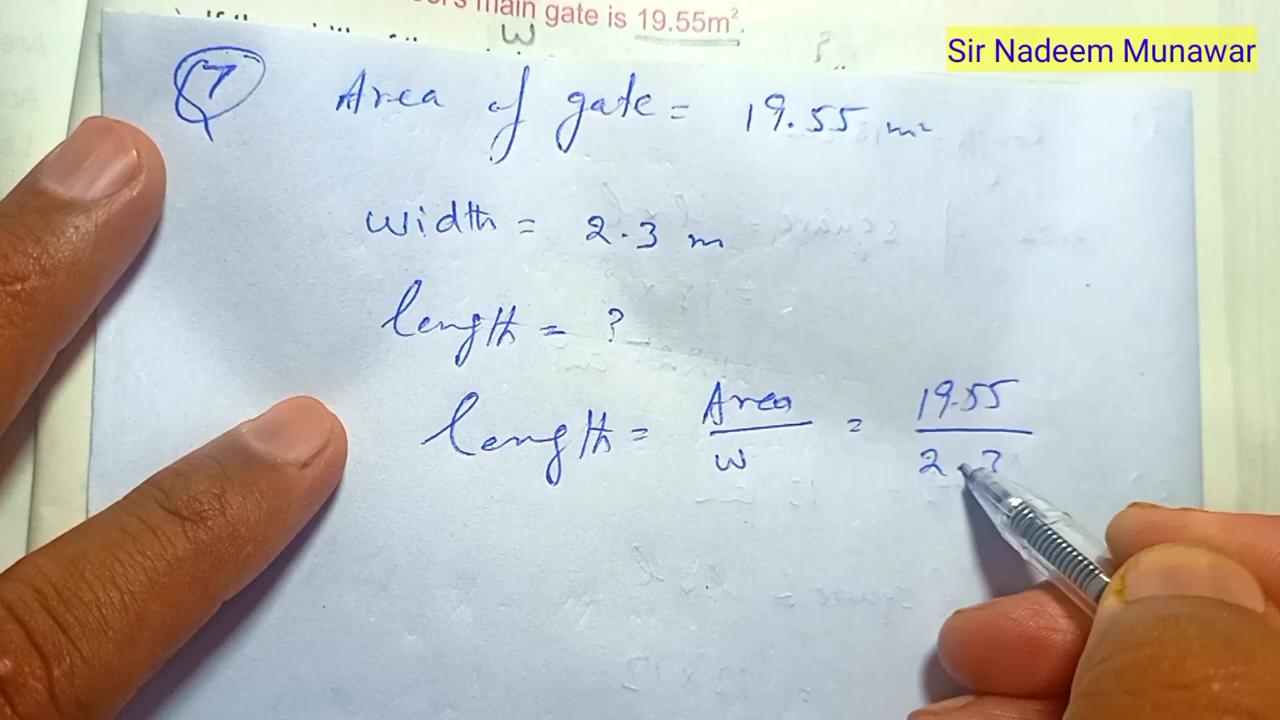 main gate is 19.55m².
W
Sir Nadeem Munawar
7 Area of gate = 19.55 m²
width = 2.3 m
length = ?
length = Area / w = 19.55 / 2.3